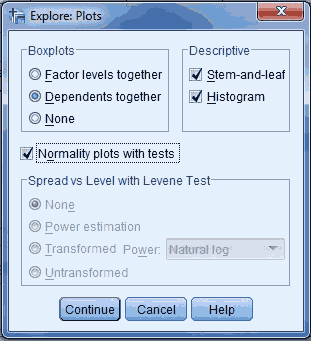 Explore: Plots
Boxplots
Factor levels together
Dependents together
None
Descriptive
Stem-and-leaf
Histogram
Normality plots with tests
Spread vs Level with Levene Test
None
Power estimation
Transformed Power: Natural log
Untransformed
Continue Cancel Help